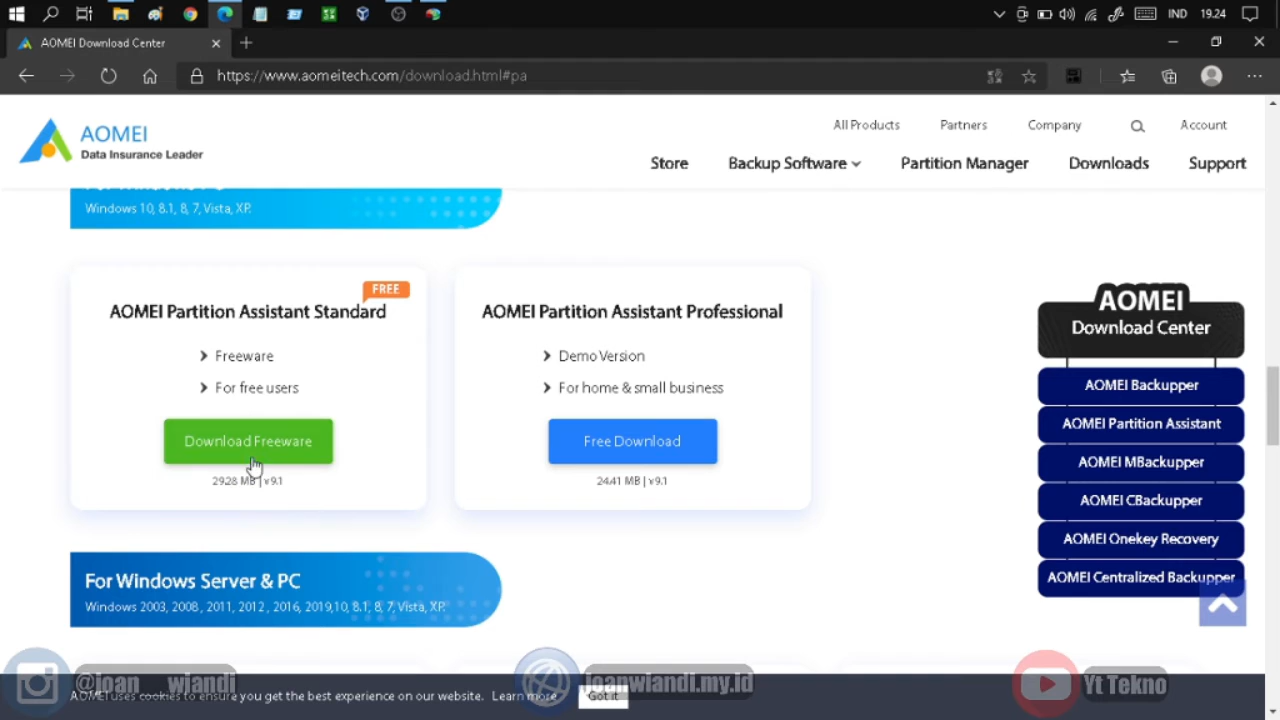 IND 19.24
AOMEI Download Center
https://www.aomeitech.com/download.html#pa
AOMEI
Data Insurance Leader
All Products Partners Company Account
Store Backup Software Partition Manager Downloads Support
Windows 10, 8.1, 8, 7, Vista, XP.
FREE
AOMEI Partition Assistant Standard
Freeware
For free users
Download Freeware
29.28 MB | v9.1
AOMEI Partition Assistant Professional
Demo Version
For home & small business
Free Download
24.41 MB | v9.1
AOMEI
Download Center
AOMEI Backupper
AOMEI Partition Assistant
AOMEI MBackupper
AOMEI CBackupper
AOMEI Onekey Recovery
AOMEI Centralized Backupper
For Windows Server & PC
Windows 2003, 2008 , 2011, 2012 , 2016, 2019,10, 8.1, 8, 7, Vista, XP.
AOMEI uses cookies to ensure you get the best experience on our website. Learn more
Got it
joanwiandi.my.id
Yt Tekno